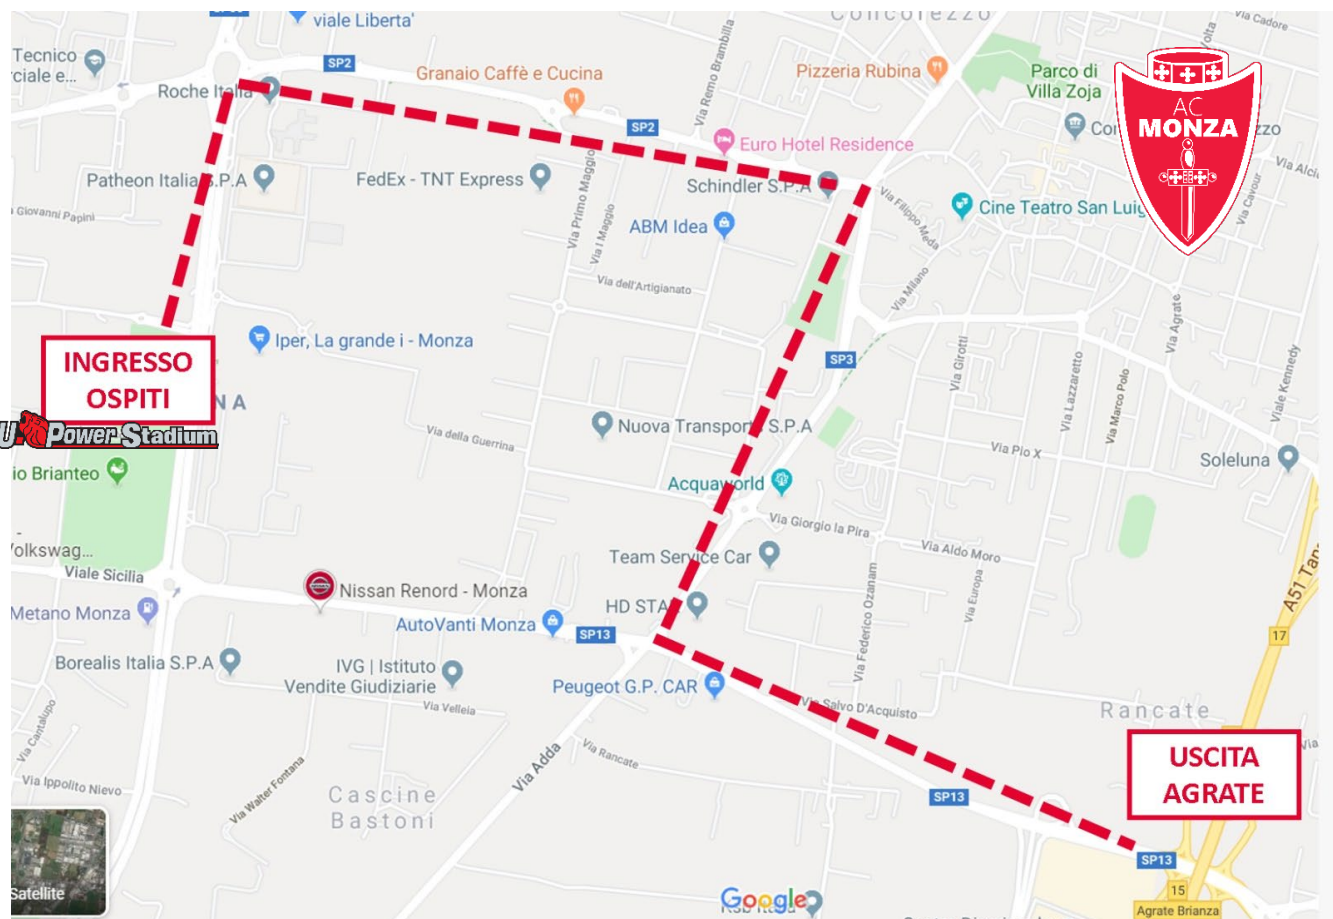 viale Liberta'
Concorezzo
Via Cadore
Tecnico
ciale e...
SP2
Granaio Caffè e Cucina
Via Remo Brambilla
Pizzeria Rubina
Parco di
Villa Zoja
Volta
Roche Italia
SP2
Euro Hotel Residence
AC
MONZA
Patheon Italia S.P.A
FedEx - TNT Express
Schindler S.P.A
Via Filippo Meda
Cine Teatro San Luig
Via Cavour
Giovanni Papini
Via Primo Maggio
Via I Maggio
ABM Idea
Via dell'Artigianato
Via Milano
Via Agrate
Iper, La grande i - Monza
INGRESSO
OSPITI
SP3
Via Girotti
Via Lazzaretto
Via Marco Polo
Viale Kennedy
N A
U-Power Stadium
Via della Guerrina
Nuova Transports S.P.A
Via Pio X
Soleluna
io Brianteo
Acquaworld
Via Giorgio la Pira
Via Aldo Moro
Volkswag...
Viale Sicilia
Team Service Car
Via Federico Ozanam
Via Europa
A51 Tan
Nissan Renord - Monza
Metano Monza
AutoVanti Monza
SP13
HD STAR
17
Borealis Italia S.P.A
IVG | Istituto
Vendite Giudiziarie
Peugeot G.P. CAR
Via Velleia
Via Salvo D'Acquisto
Rancate
Via Cantalupo
Via Rancate
Via Adda
USCITA
AGRATE
Via Ippolito Nievo
Via Walter Fontana
Cascine
Bastoni
SP13
Satellite
Google
SP13
15
Agrate Brianza